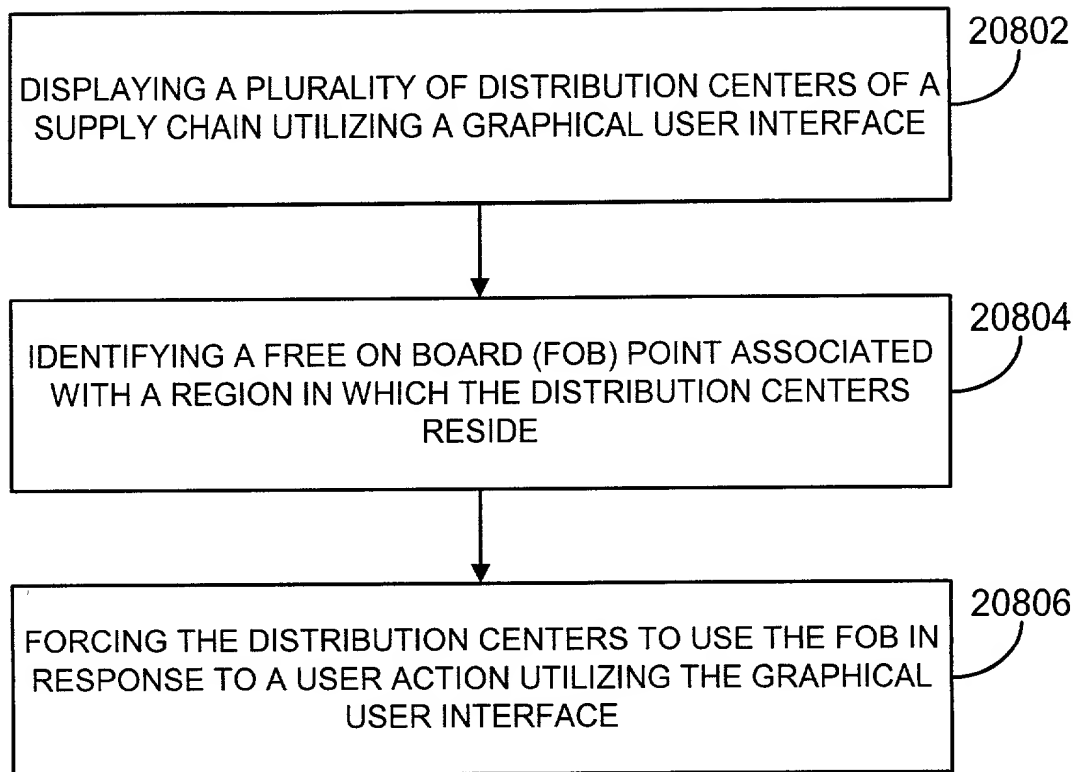 20802
DISPLAYING A PLURALITY OF DISTRIBUTION CENTERS OF A
SUPPLY CHAIN UTILIZING A GRAPHICAL USER INTERFACE
20804
IDENTIFYING A FREE ON BOARD (FOB) POINT ASSOCIATED
WITH A REGION IN WHICH THE DISTRIBUTION CENTERS
RESIDE
20806
FORCING THE DISTRIBUTION CENTERS TO USE THE FOB IN
RESPONSE TO A USER ACTION UTILIZING THE GRAPHICAL
USER INTERFACE